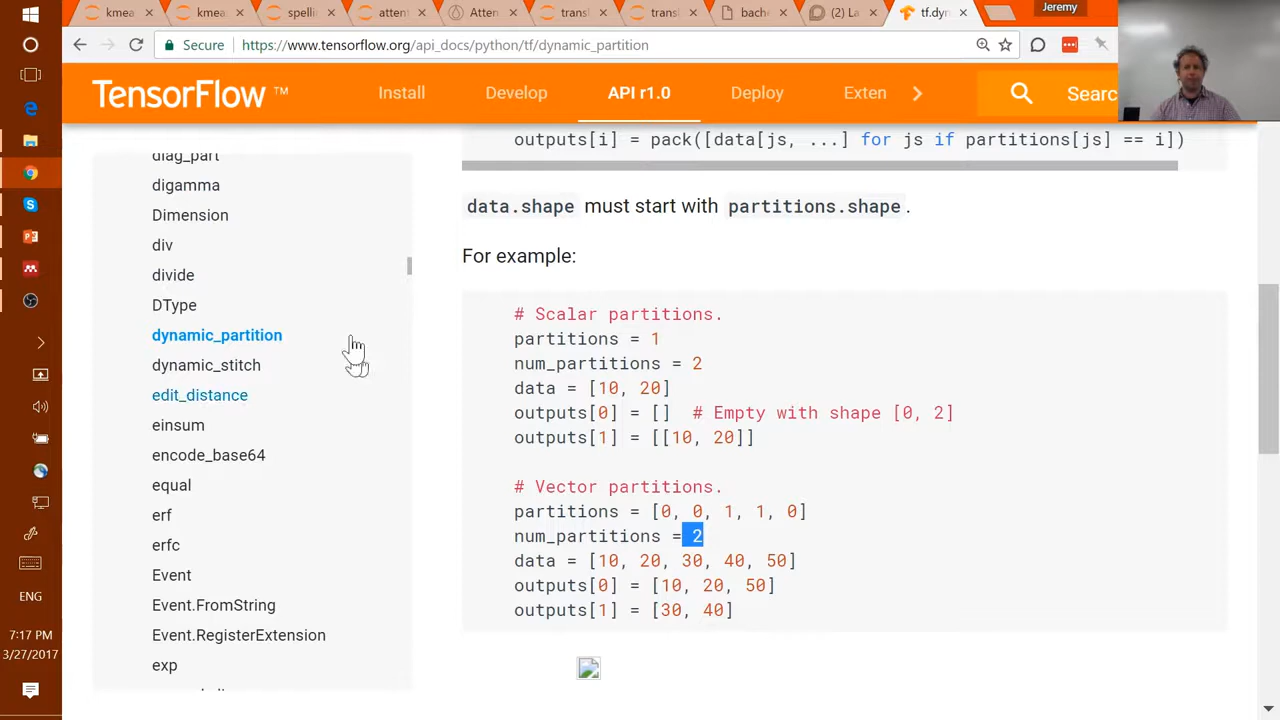 kmea
kmea
spelli
atten
Atten
transl
transl
bache
(2) La
tf.dyn
Jeremy
Secure
https://www.tensorflow.org/api_docs/python/tf/dynamic_partition
TensorFlow ™
Install
Develop
API r1.0
Deploy
Exten
Searc
diag_part
digamma
Dimension
div
divide
DType
dynamic_partition
dynamic_stitch
edit_distance
einsum
encode_base64
equal
erf
erfc
Event
Event.FromString
Event.RegisterExtension
exp
outputs[i] = pack([data[js, ...] for js if partitions[js] == i])
data.shape must start with partitions.shape.
For example:
# Scalar partitions.
partitions = 1
num_partitions = 2
data = [10, 20]
outputs[0] = [] # Empty with shape [0, 2]
outputs[1] = [[10, 20]]
# Vector partitions.
partitions = [0, 0, 1, 1, 0]
num_partitions = 2
data = [10, 20, 30, 40, 50]
outputs[0] = [10, 20, 50]
outputs[1] = [30, 40]
ENG
7:17 PM
3/27/2017